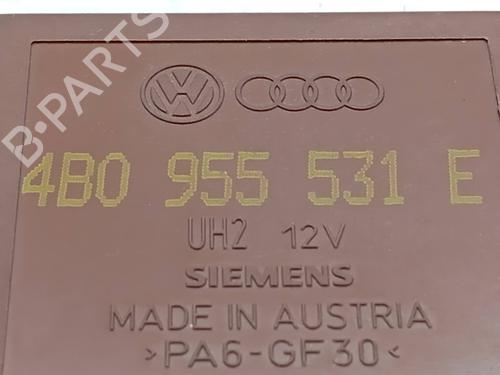 B-PARTS
4B0 955 531 E
UH2 12V
SIEMENS
MADE IN AUSTRIA
>PA6-GF30<